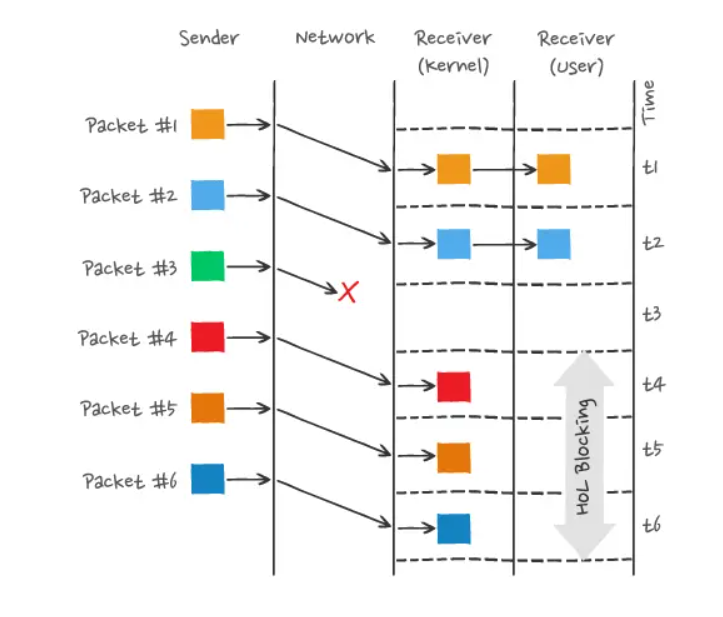 Sender
Network
Receiver
(kernel)
Receiver
(user)
Time
Packet #1
t1
Packet #2
t2
Packet #3
X
t3
Packet #4
t4
Packet #5
t5
Packet #6
t6
HoL Blocking